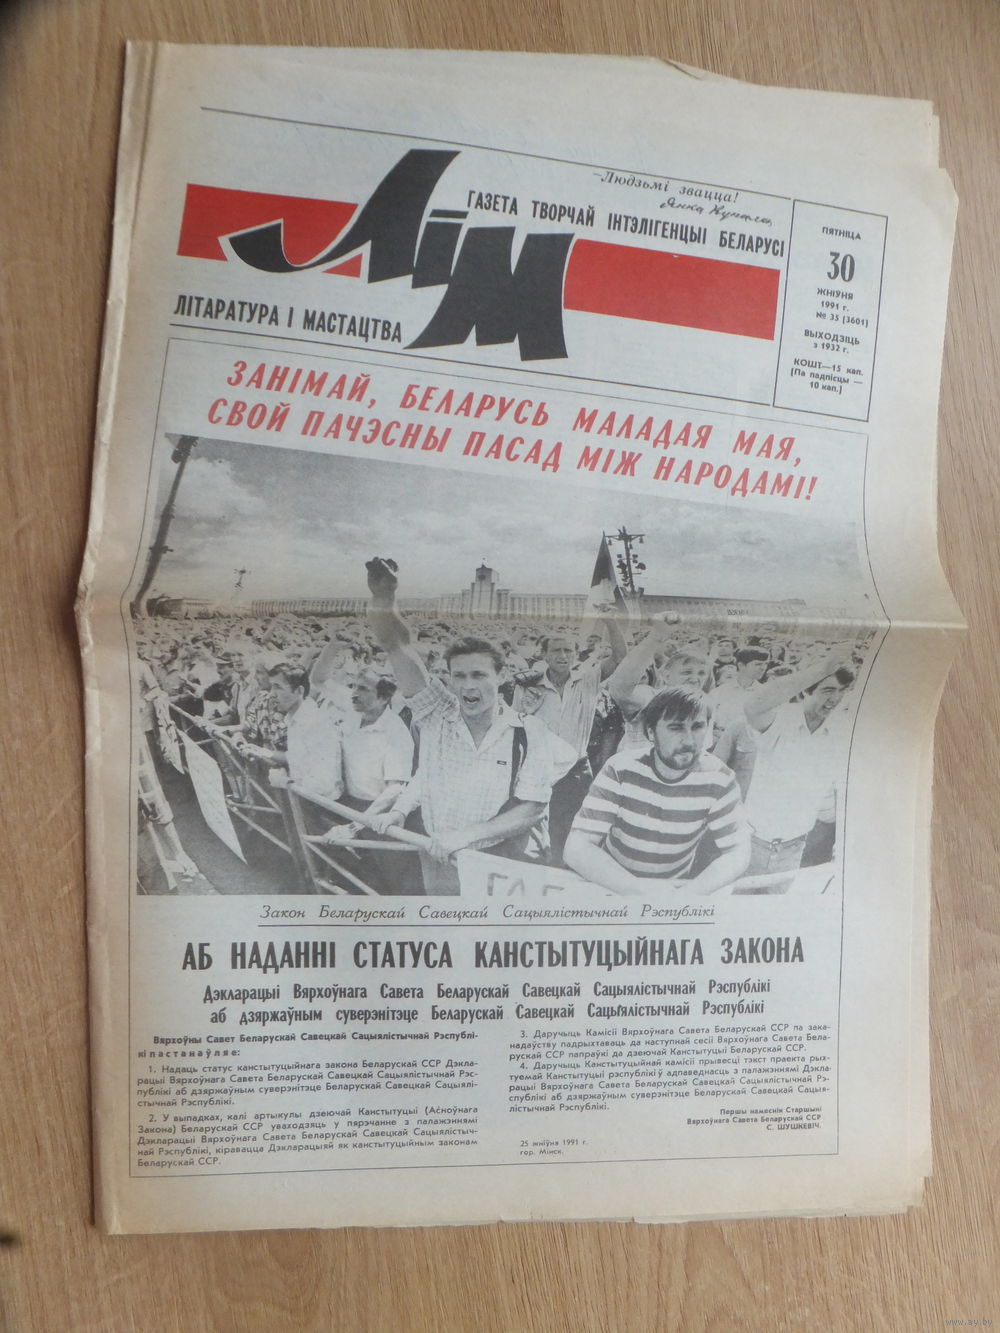 —Людзьмі звацца!
Янка Купала
ГАЗЕТА ТВОРЧАЙ ІНТЭЛІГЕНЦЫІ БЕЛАРУСІ
ЛіМ
ЛІТАРАТУРА І МАСТАЦТВА
ПЯТНІЦА
30
ЖНІЎНЯ
1991 г.
№ 35 (3601)
ВЫХОДЗІЦЬ
з 1932 г.
КОШТ—15 кап.
(Па падпісцы —
10 кап.)
ЗАНІМАЙ, БЕЛАРУСЬ МАЛАДАЯ МАЯ,
СВОЙ ПАЧЭСНЫ ПАСАД МІЖ НАРОДАМІ!
Закон Беларускай Савецкай Сацыялістычнай Рэспублікі
АБ НАДАННІ СТАТУСА КАНСТЫТУЦЫЙНАГА ЗАКОНА
Дэкларацыі Вярхоўнага Савета Беларускай Савецкай Сацыялістычнай Рэспублікі
аб дзяржаўным суверэнітэце Беларускай Савецкай Сацыялістычнай Рэспублікі
Вярхоўны Савет Беларускай Савецкай Сацыялістычнай Рэспублі-
кі пастанаўляе:
1. Надаць статус канстытуцыйнага закона Беларускай ССР Дэкла-
рацыі Вярхоўнага Савета Беларускай Савецкай Сацыялістычнай Рэс-
публікі аб дзяржаўным суверэнітэце Беларускай Савецкай Сацыялі-
стычнай Рэспублікі.
2. У выпадках, калі артыкулы дзеючай Канстытуцыі (Асноўнага
Закона) Беларускай ССР уваходзяць у пярэчанне з палажэннямі
Дэкларацыі Вярхоўнага Савета Беларускай Савецкай Сацыялістыч-
най Рэспублікі, кіравацца Дэкларацыяй як канстытуцыйным законам
Беларускай ССР.
3. Даручыць Камісіі Вярхоўнага Савета Беларускай ССР па зака-
надаўству падрыхтаваць да наступнай сесіі Вярхоўнага Савета Бела-
рускай ССР папраўкі да дзеючай Канстытуцыі Беларускай ССР.
4. Даручыць Канстытуцыйнай камісіі прывесці тэкст праекта рых-
туемай Канстытуцыі рэспублікі ў адпаведнасць з палажэннямі Дэкла-
рацыі Вярхоўнага Савета Беларускай Савецкай Сацыялістычнай Рэ-
спублікі аб дзяржаўным суверэнітэце Беларускай Савецкай Сацыя-
лістычнай Рэспублікі.
Першы намеснік Старшыні
Вярхоўнага Савета Беларускай ССР
С. ШУШКЕВІЧ.
25 жніўня 1991 г.
гор. Мінск.
www.ay.by